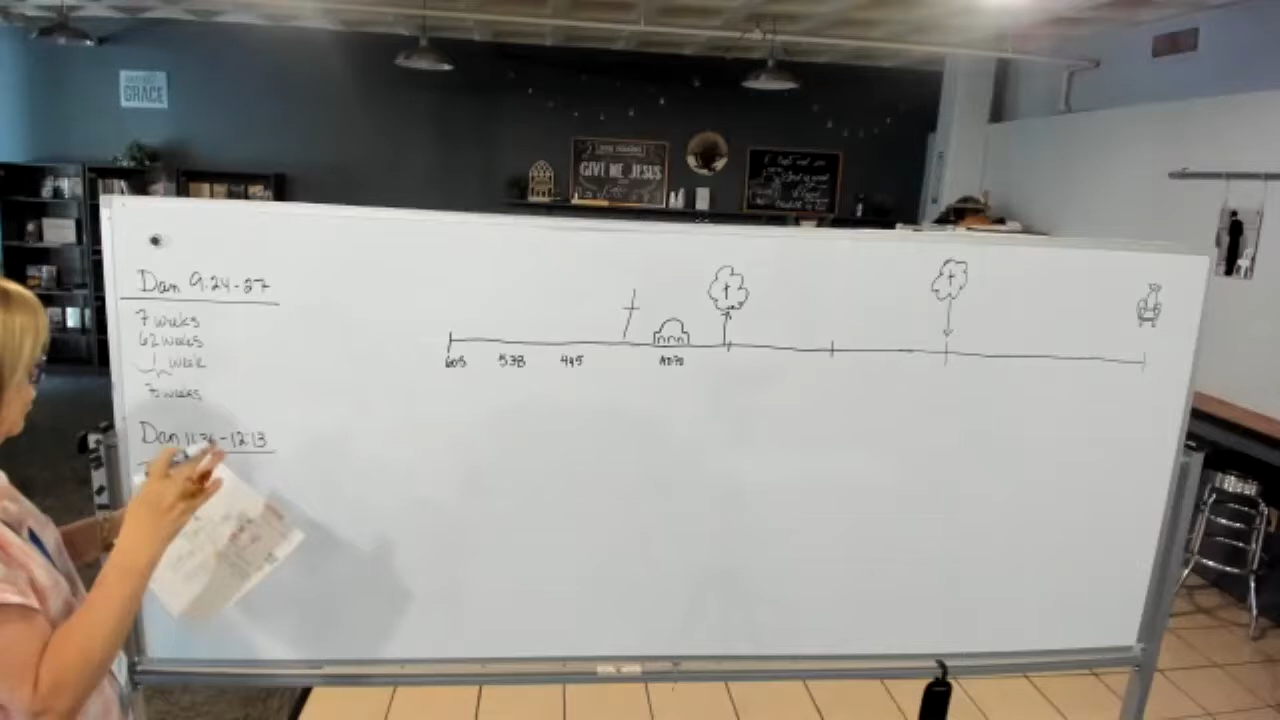 GRACE
GIVE ME JESUS
Dan 9:24-27
7 weeks
62 weeks
1 week
70 weeks
Dan 11:36-12:13
605 538 445 AD70